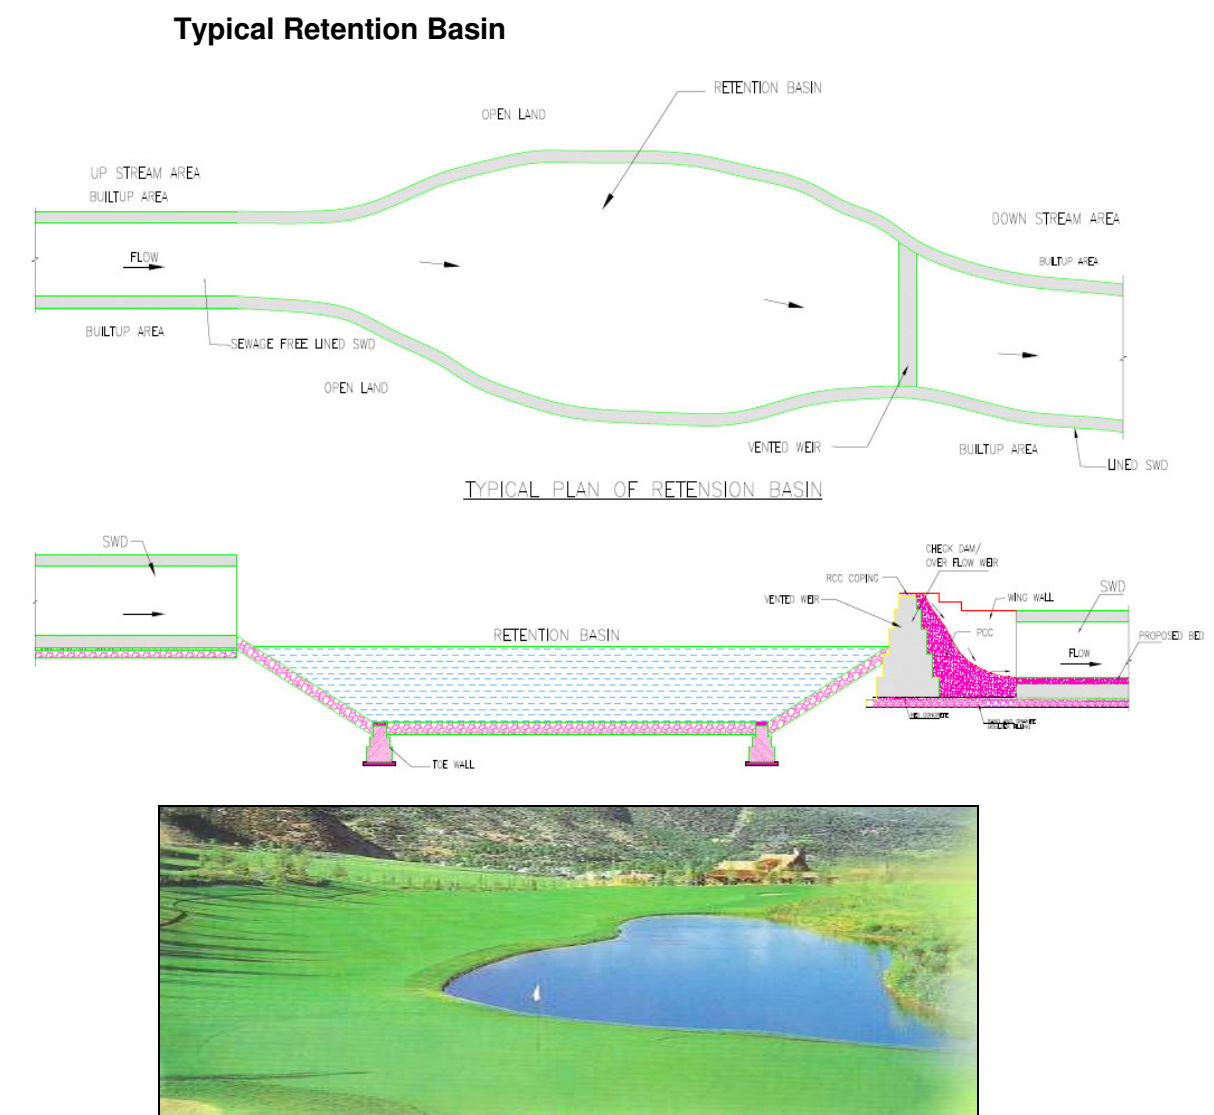 Typical Retention Basin
RETENTION BASIN
OPEN LAND
UP STREAM AREA
BUILTUP AREA
DOWN STREAM AREA
BUILTUP AREA
FLOW
BUILTUP AREA
SEWAGE FREE LINED SWD
OPEN LAND
VENTED WEIR
BUILTUP AREA
LINED SWD
TYPICAL PLAN OF RETENSION BASIN
SWD
CHECK DAM/
OVER FLOW WEIR
RCC COPING
SWD
VENTED WEIR
WING WALL
RETENTION BASIN
PCC
PROPOSED BED
FLOW
TOE WALL